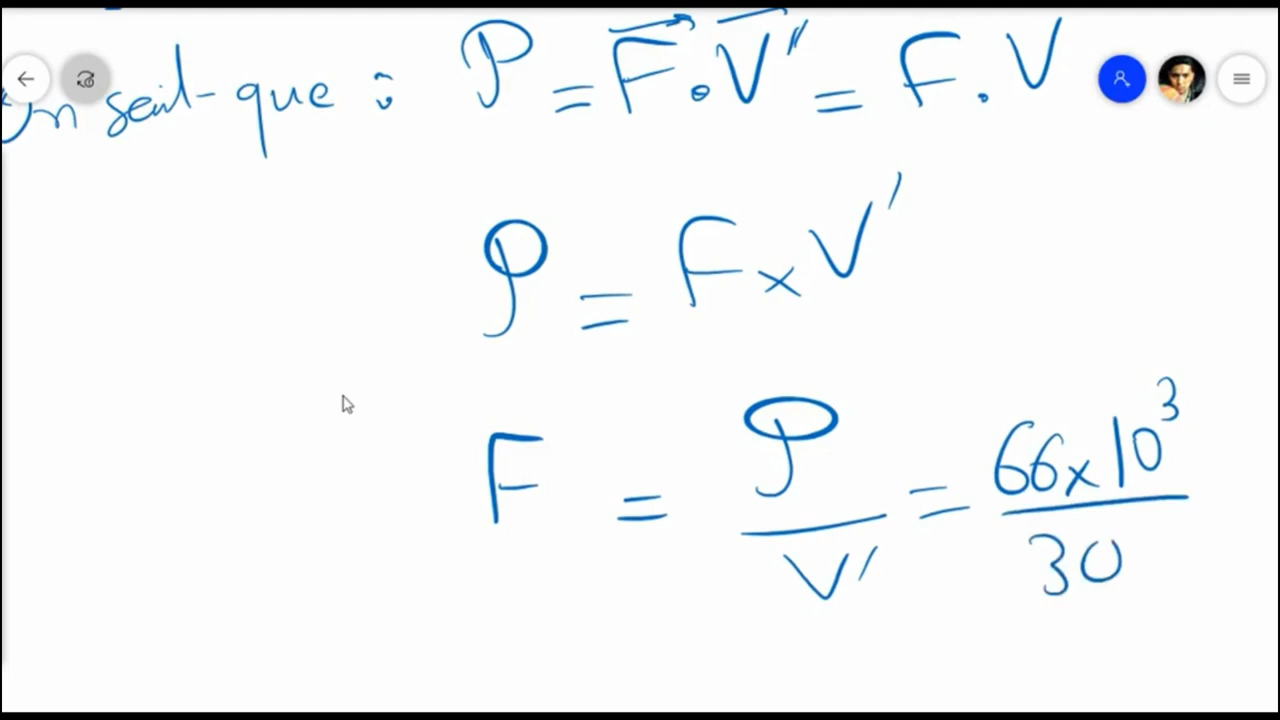 On sait que : P = F⃗ . V⃗' = F . V
P = F x V'
F = P / V' = 66 x 10³ / 30